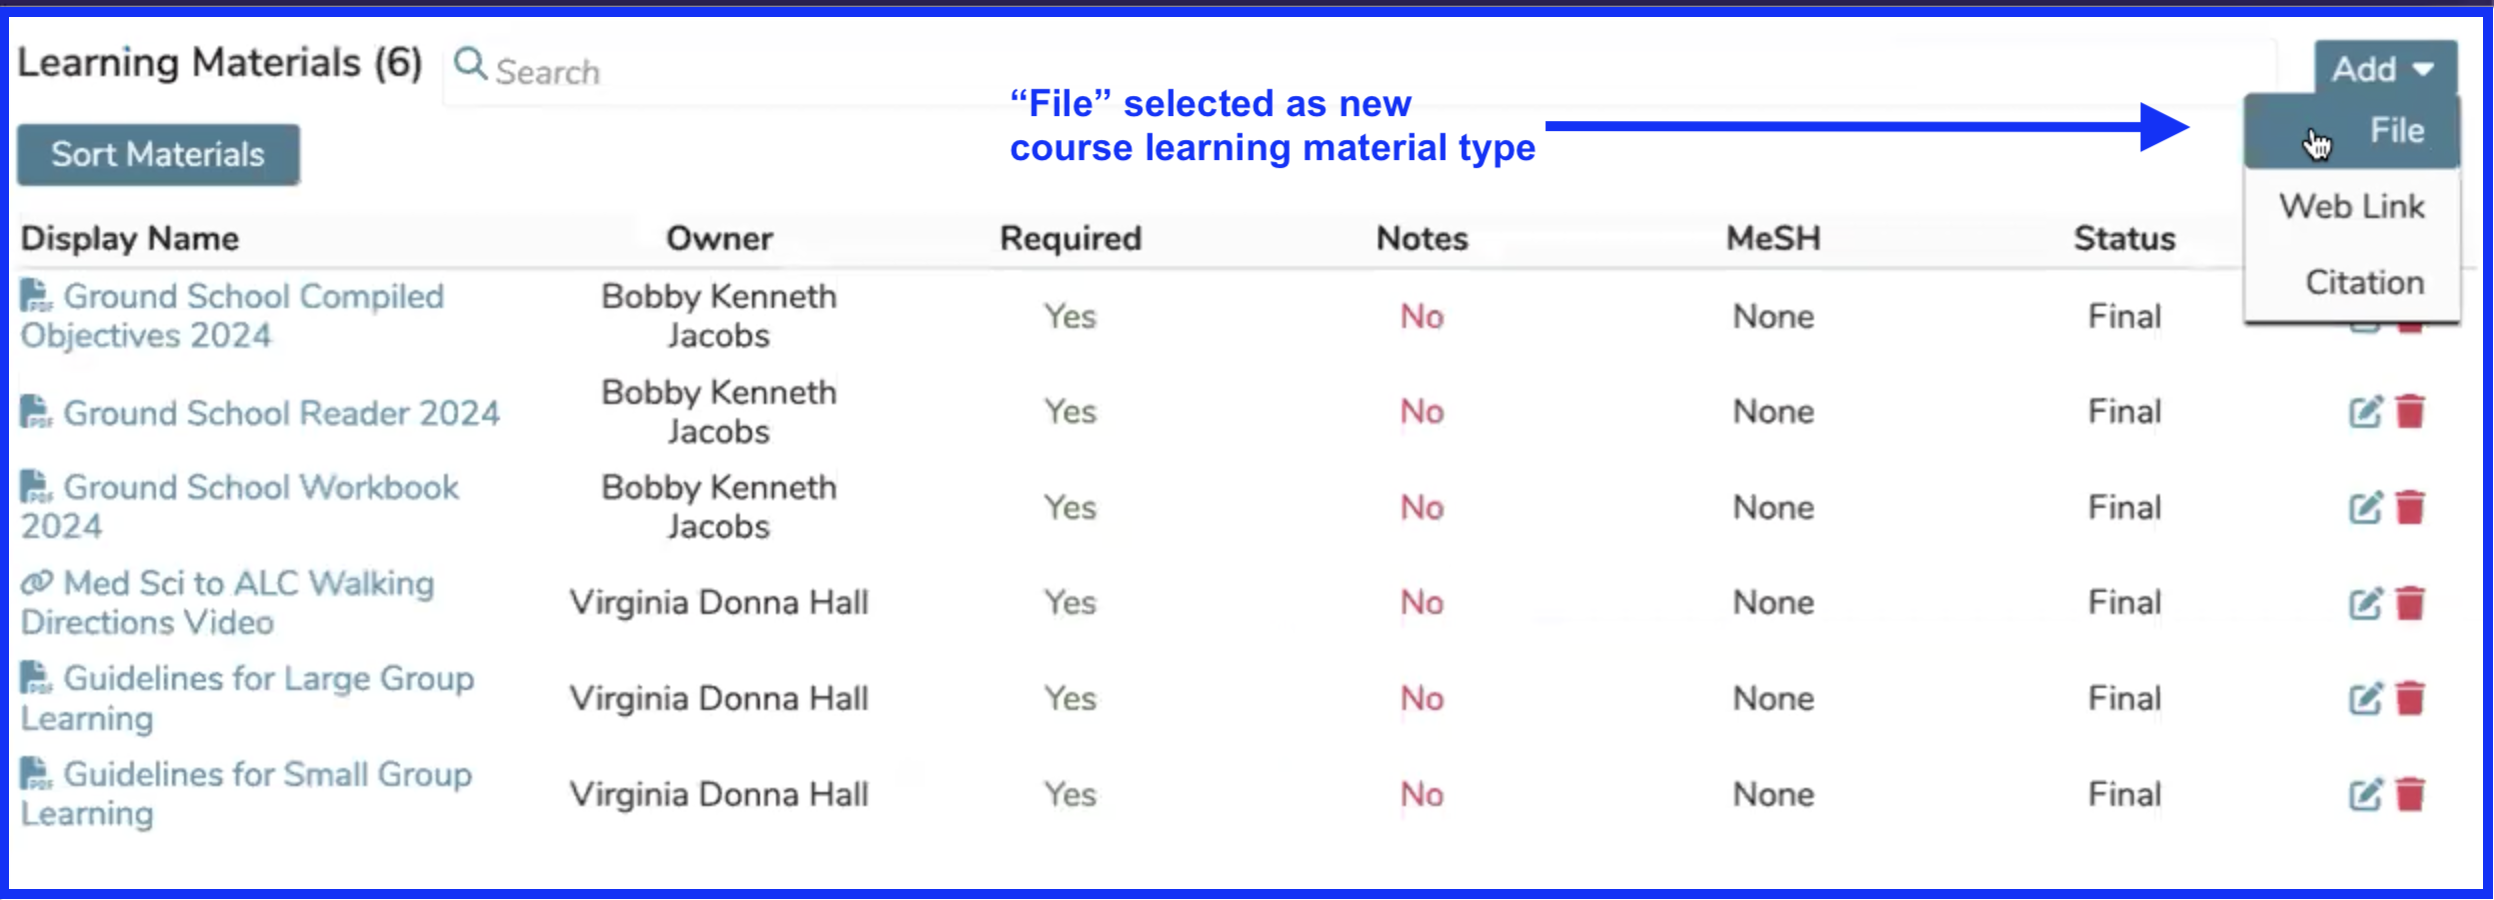 Learning Materials (6)
Search
Add
“File” selected as new
course learning material type
File
Sort Materials
Web Link
Citation
Display Name Owner Required Notes MeSH Status
Ground School Compiled
Objectives 2024
Bobby Kenneth
Jacobs
Yes No None Final
Ground School Reader 2024
Bobby Kenneth
Jacobs
Yes No None Final
Ground School Workbook
2024
Bobby Kenneth
Jacobs
Yes No None Final
Med Sci to ALC Walking
Directions Video
Virginia Donna Hall Yes No None Final
Guidelines for Large Group
Learning
Virginia Donna Hall Yes No None Final
Guidelines for Small Group
Learning
Virginia Donna Hall Yes No None Final